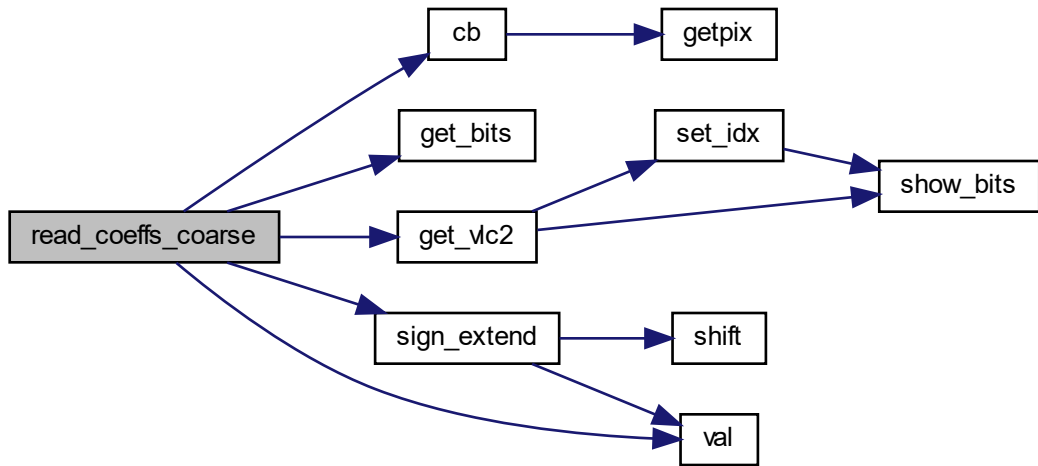 cb
getpix
get_bits
set_idx
show_bits
read_coeffs_coarse
get_vlc2
sign_extend
shift
val